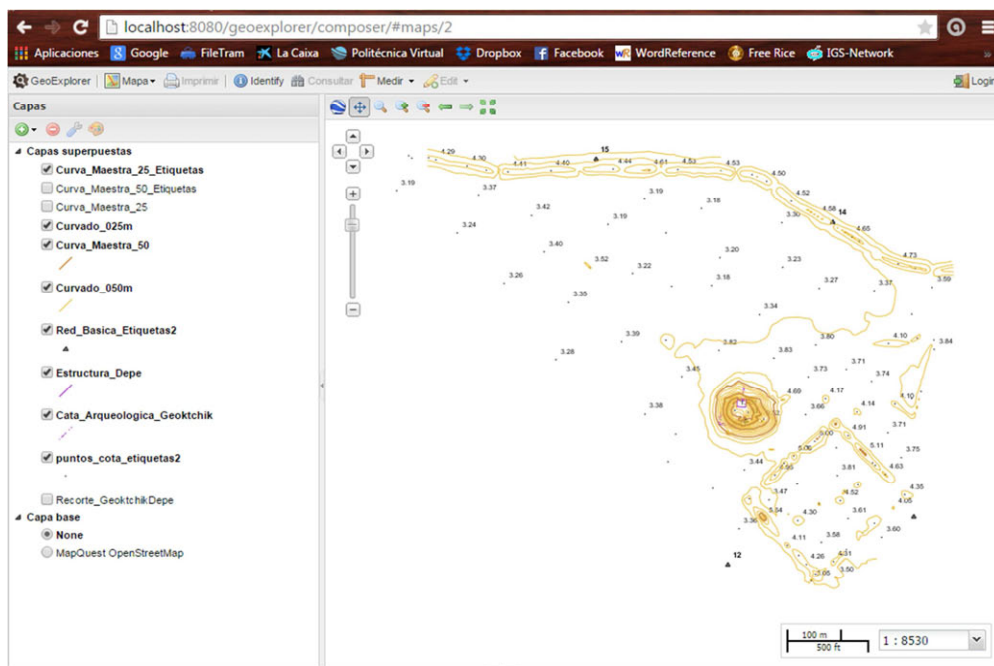 localhost:8080/geoexplorer/composer/#maps/2
Aplicaciones Google FileTram La Caixa Politécnica Virtual Dropbox Facebook WordReference Free Rice IGS-Network »
GeoExplorer Mapa Imprimir Identify Consultar Medir Edit Login
Capas
Capas superpuestas
Curva_Maestra_25_Etiquetas
Curva_Maestra_50_Etiquetas
Curva_Maestra_25
Curvado_025m
Curva_Maestra_50
Curvado_050m
Red_Basica_Etiquetas2
Estructura_Depe
Cata_Arqueologica_Geoktchik
puntos_cota_etiquetas2
Recorte_GeoktchikDepe
Capa base
None
MapQuest OpenStreetMap
15
4.29 4.30 4.41 4.40 4.44 4.61 4.53 4.53
4.50
3.19 3.37 3.19 4.52
3.42 3.18
3.19 3.30 4.58 14
3.24 4.65
3.40 3.20
3.52 3.22 3.23 4.73
3.26 3.18 3.27 3.37 3.59
3.35
3.34
3.39 3.82 3.80 4.10 3.84
3.28 3.83 3.71
3.45 3.73 3.74
4.69 4.17
3.38 3.66 4.14 4.10
4.91 3.71
5.00
5.06 5.11 3.75
3.44 3.81 4.63
3.47 4.52 4.35
4.05
5.54 4.30 3.61
3.36 3.60
4.11 3.58
12 4.26 4.31
3.50
100 m
500 ft
1 : 8530